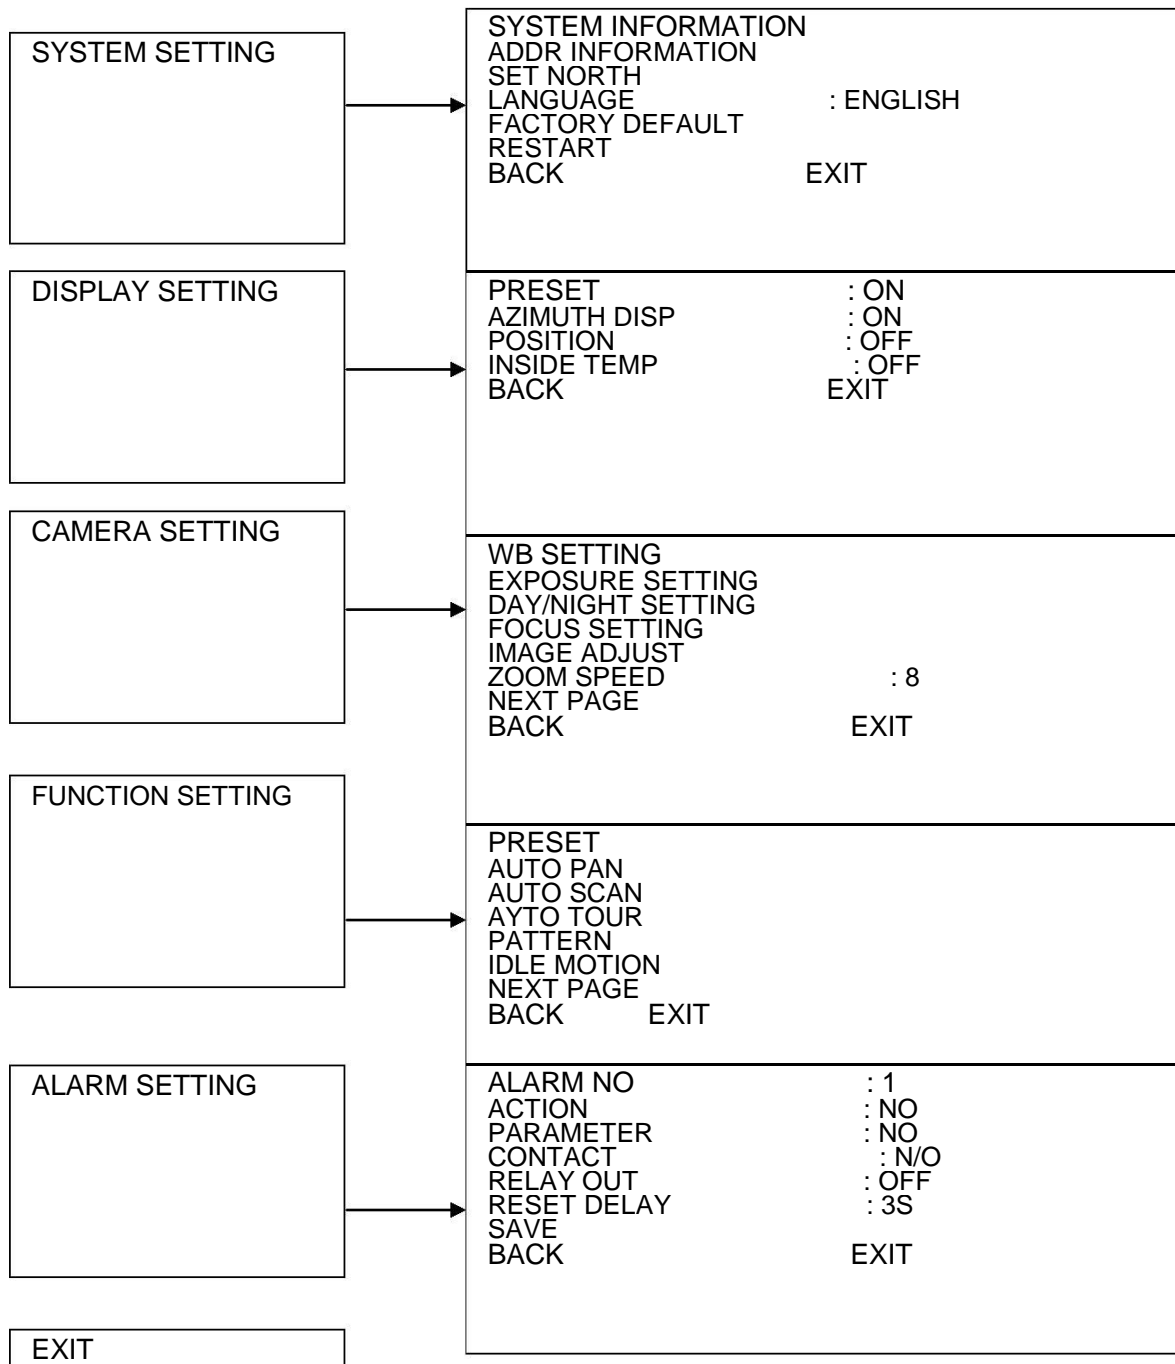 SYSTEM SETTING
SYSTEM INFORMATION
ADDR INFORMATION
SET NORTH
LANGUAGE : ENGLISH
FACTORY DEFAULT
RESTART
BACK EXIT
DISPLAY SETTING
PRESET : ON
AZIMUTH DISP : ON
POSITION : OFF
INSIDE TEMP : OFF
BACK EXIT
CAMERA SETTING
WB SETTING
EXPOSURE SETTING
DAY/NIGHT SETTING
FOCUS SETTING
IMAGE ADJUST
ZOOM SPEED : 8
NEXT PAGE
BACK EXIT
FUNCTION SETTING
PRESET
AUTO PAN
AUTO SCAN
AYTO TOUR
PATTERN
IDLE MOTION
NEXT PAGE
BACK EXIT
ALARM SETTING
ALARM NO : 1
ACTION : NO
PARAMETER : NO
CONTACT : N/O
RELAY OUT : OFF
RESET DELAY : 3S
SAVE
BACK EXIT
EXIT